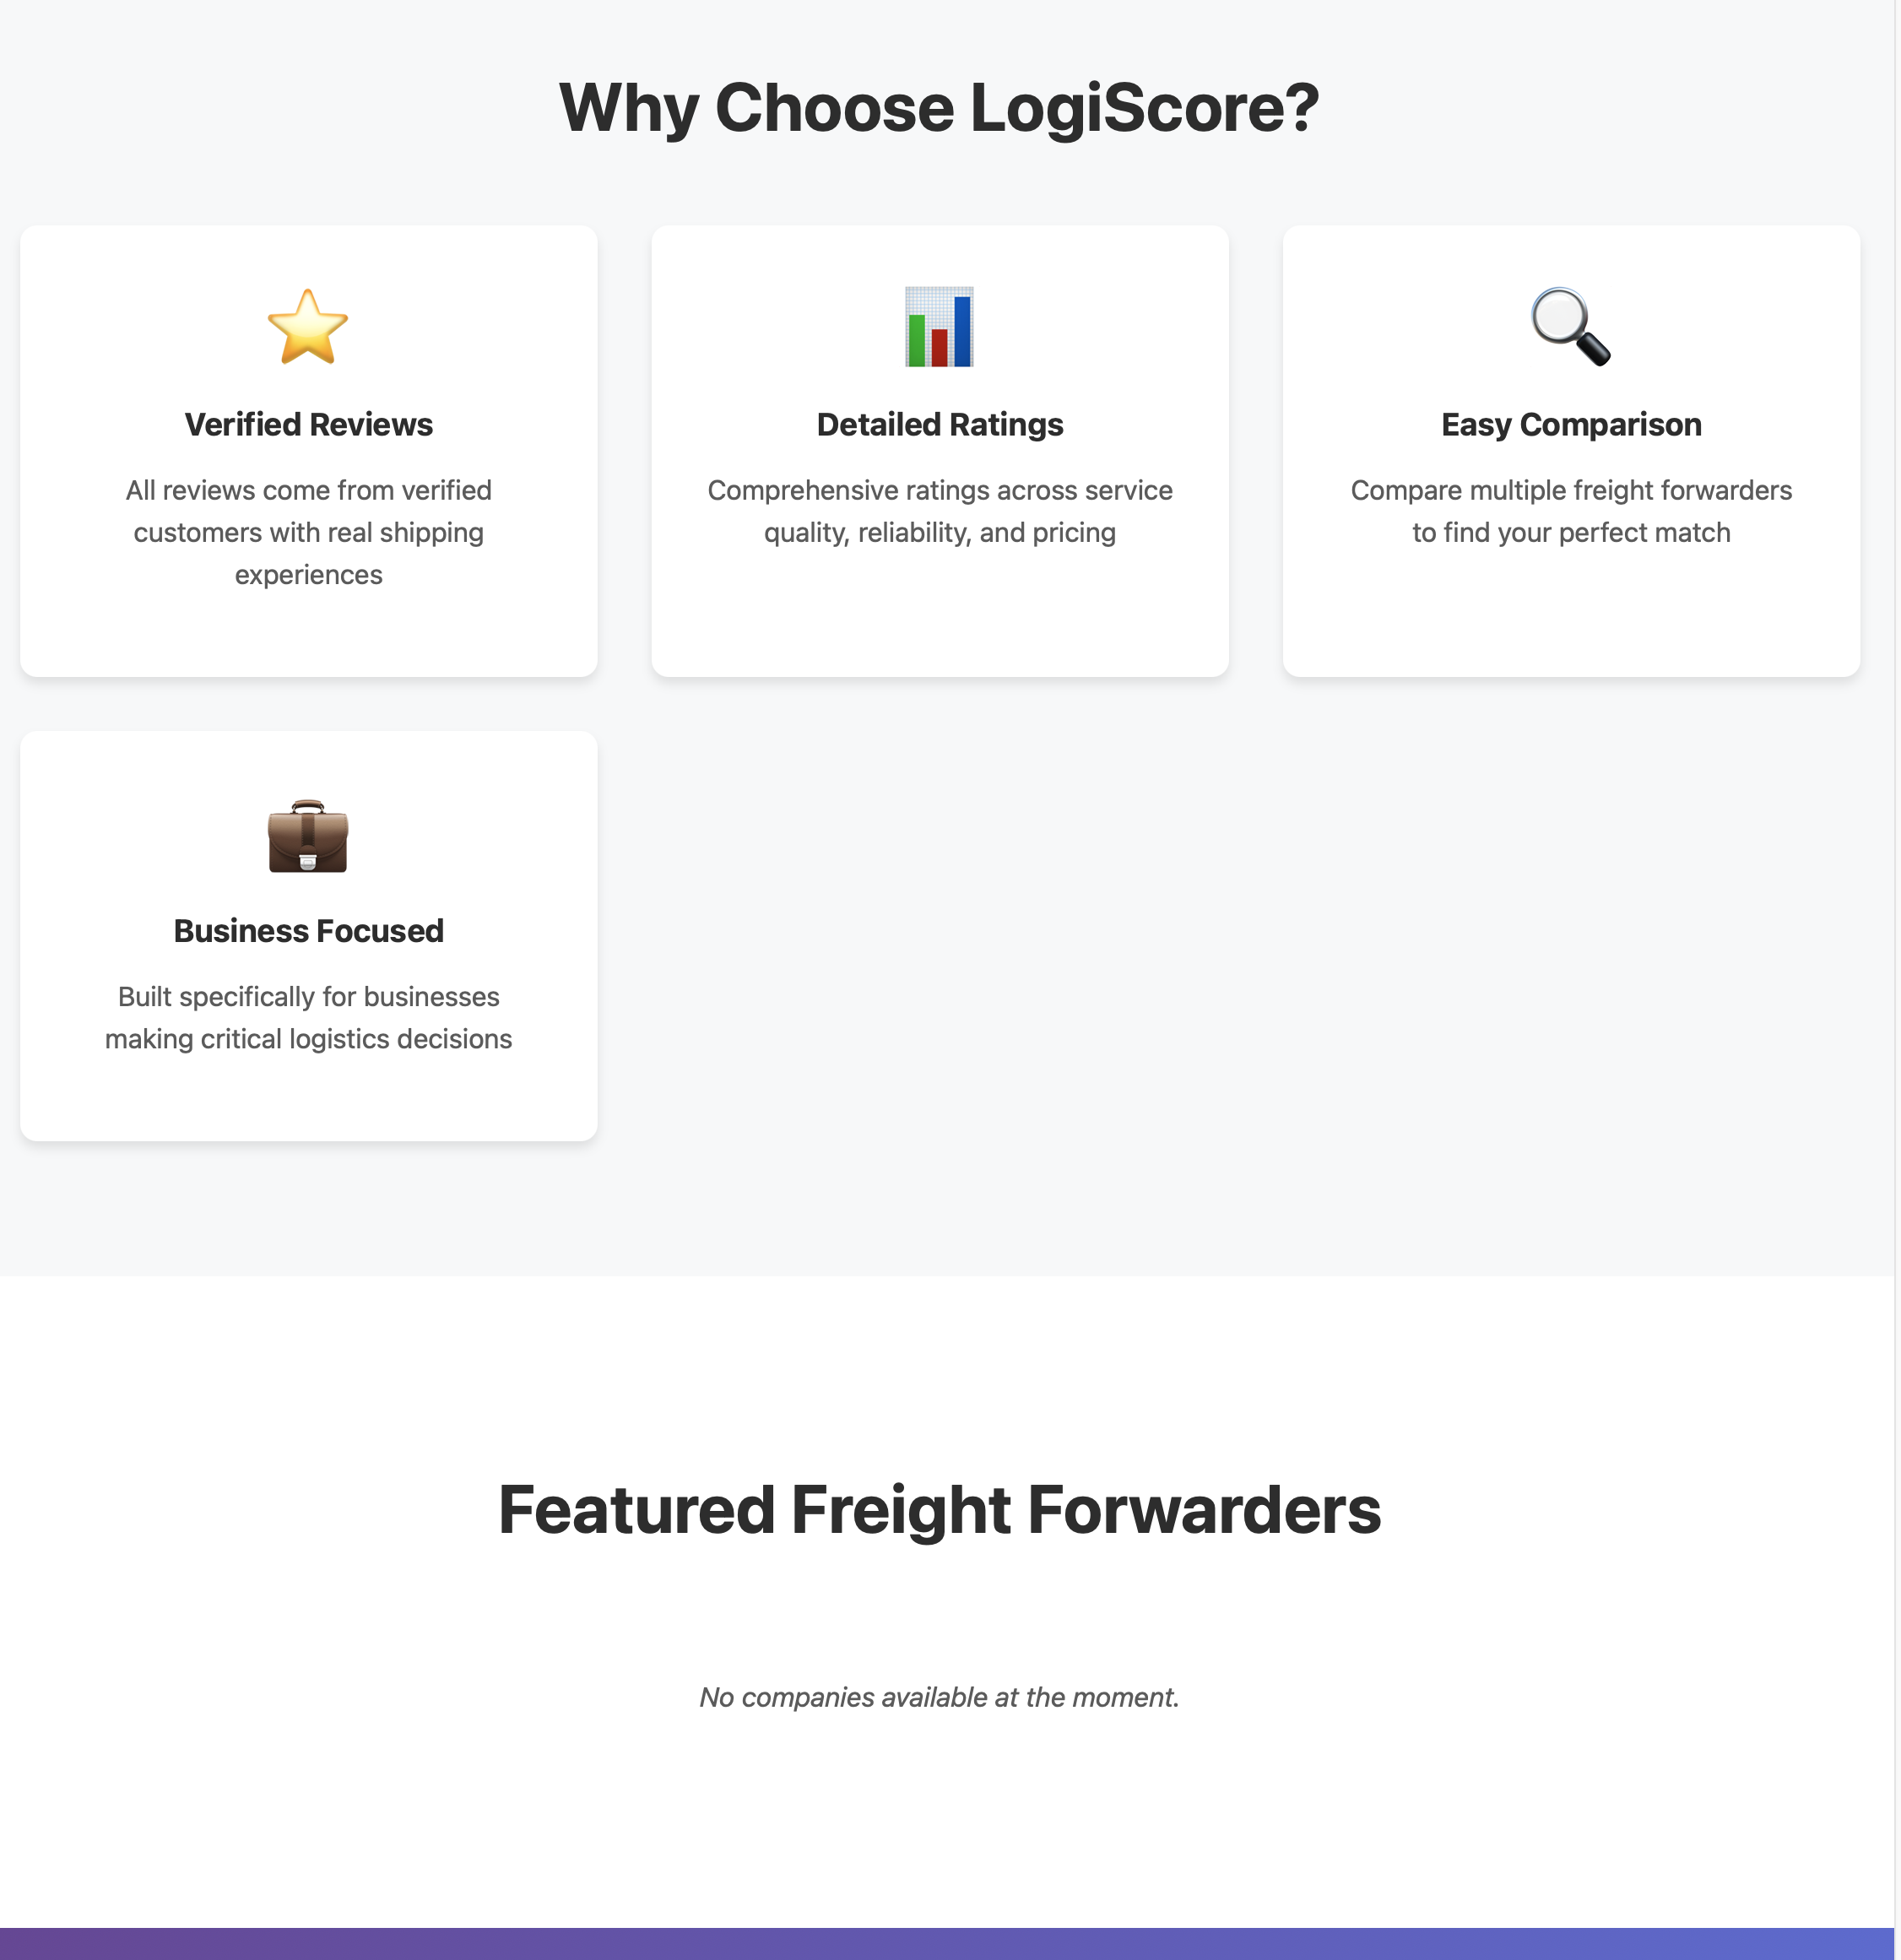 Why Choose LogiScore?
Verified Reviews
All reviews come from verified
customers with real shipping
experiences
Detailed Ratings
Comprehensive ratings across service
quality, reliability, and pricing
Easy Comparison
Compare multiple freight forwarders
to find your perfect match
Business Focused
Built specifically for businesses
making critical logistics decisions
Featured Freight Forwarders
No companies available at the moment.